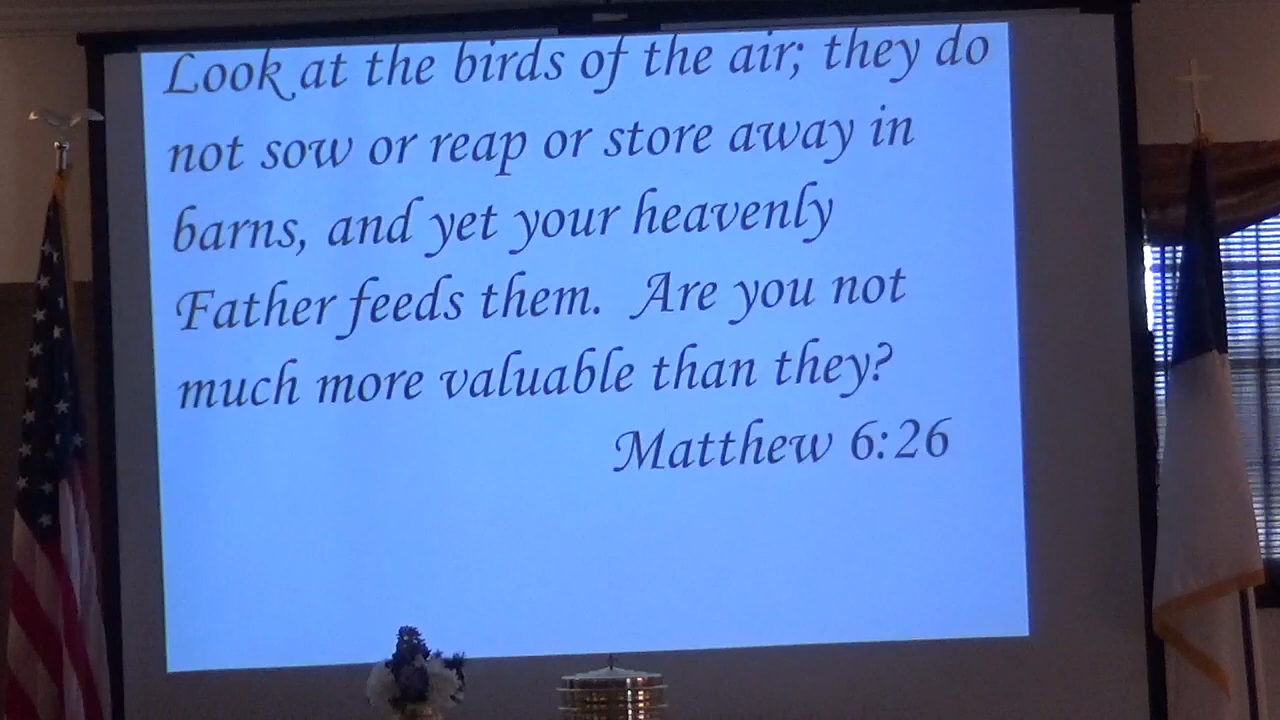 Look at the birds of the air; they do
not sow or reap or store away in
barns, and yet your heavenly
Father feeds them.  Are you not
much more valuable than they?
Matthew 6:26